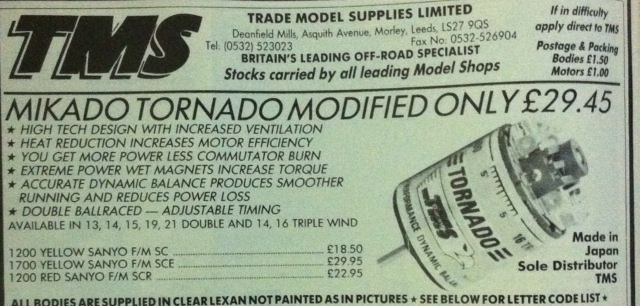 TMS
TRADE MODEL SUPPLIES LIMITED
Deanfield Mills, Asquith Avenue, Morley, Leeds, LS27 9QS
Tel: (0532) 523023 Fax No: 0532-526904
BRITAIN'S LEADING OFF-ROAD SPECIALIST
Stocks carried by all leading Model Shops
If in difficulty
apply direct to TMS
Postage & Packing
Bodies £1.50
Motors £1.00
MIKADO TORNADO MODIFIED ONLY £29.45
★ HIGH TECH DESIGN WITH INCREASED VENTILATION
★ HEAT REDUCTION INCREASES MOTOR EFFICIENCY
★ YOU GET MORE POWER LESS COMMUTATOR BURN
★ EXTREME POWER WET MAGNETS INCREASE TORQUE
★ ACCURATE DYNAMIC BALANCE PRODUCES SMOOTHER
RUNNING AND REDUCES POWER LOSS
★ DOUBLE BALLRACED — ADJUSTABLE TIMING
AVAILABLE IN 13, 14, 15, 19, 21 DOUBLE AND 14, 16 TRIPLE WIND
1200 YELLOW SANYO F/M SC £18.50
1700 YELLOW SANYO F/M SCE £29.95
1200 RED SANYO F/M SCR £22.95
TORNADO
TMS
PERFORMANCE DYNAMIC
Made in
Japan
Sole Distributor
TMS
ALL BODIES ARE SUPPLIED IN CLEAR LEXAN NOT PAINTED AS IN PICTURES ★ SEE BELOW FOR LETTER CODE LIST ★